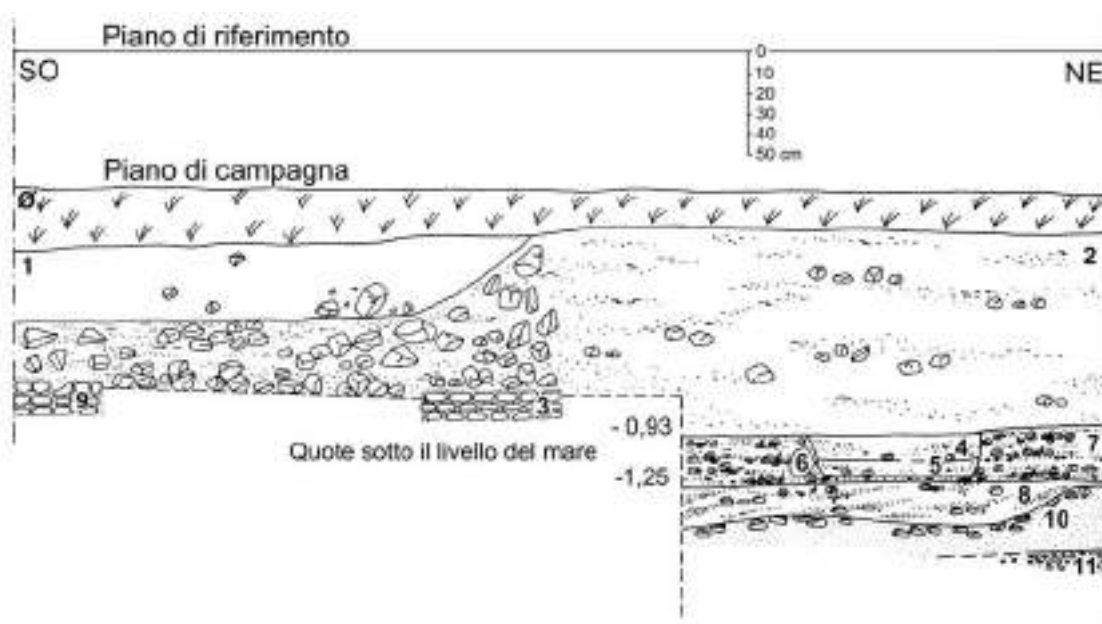 Piano di riferimento
SO
NE
0
10
20
30
40
50 cm
Piano di campagna
Ø
1
2
9
3
- 0,93
Quote sotto il livello del mare
-1,25
4
7
6
5
8
10
11